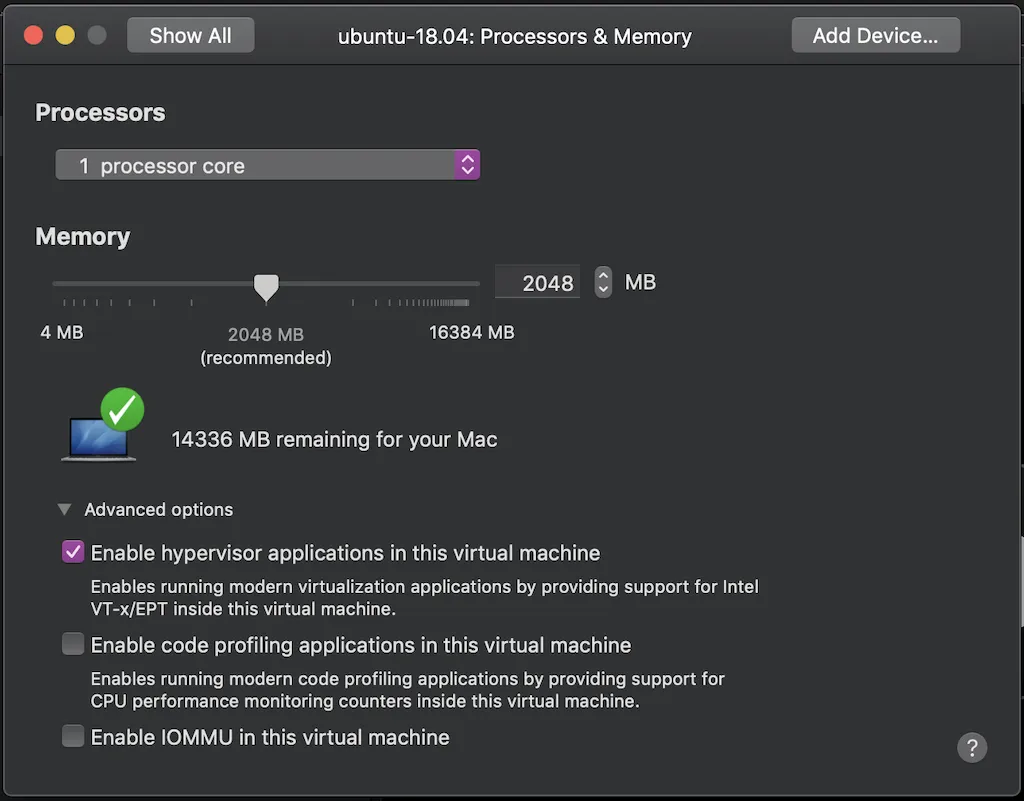 Show All
ubuntu-18.04: Processors & Memory
Add Device...
Processors
1 processor core
Memory
2048
MB
4 MB
2048 MB
16384 MB
(recommended)
14336 MB remaining for your Mac
Advanced options
Enable hypervisor applications in this virtual machine
Enables running modern virtualization applications by providing support for Intel
VT-x/EPT inside this virtual machine.
Enable code profiling applications in this virtual machine
Enables running modern code profiling applications by providing support for
CPU performance monitoring counters inside this virtual machine.
Enable IOMMU in this virtual machine
?